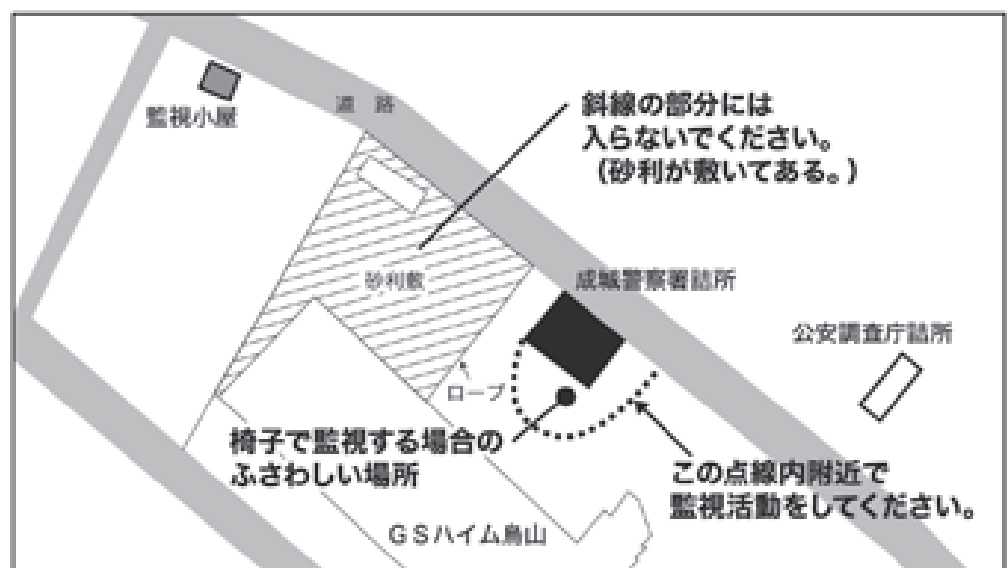 監視小屋
道 路
斜線の部分には
入らないでください。
(砂利が敷いてある。)
砂利敷
成城警察署詰所
公安調査庁詰所
ロープ
椅子で監視する場合の
ふさわしい場所
この点線内附近で
監視活動をしてください。
GSハイム烏山